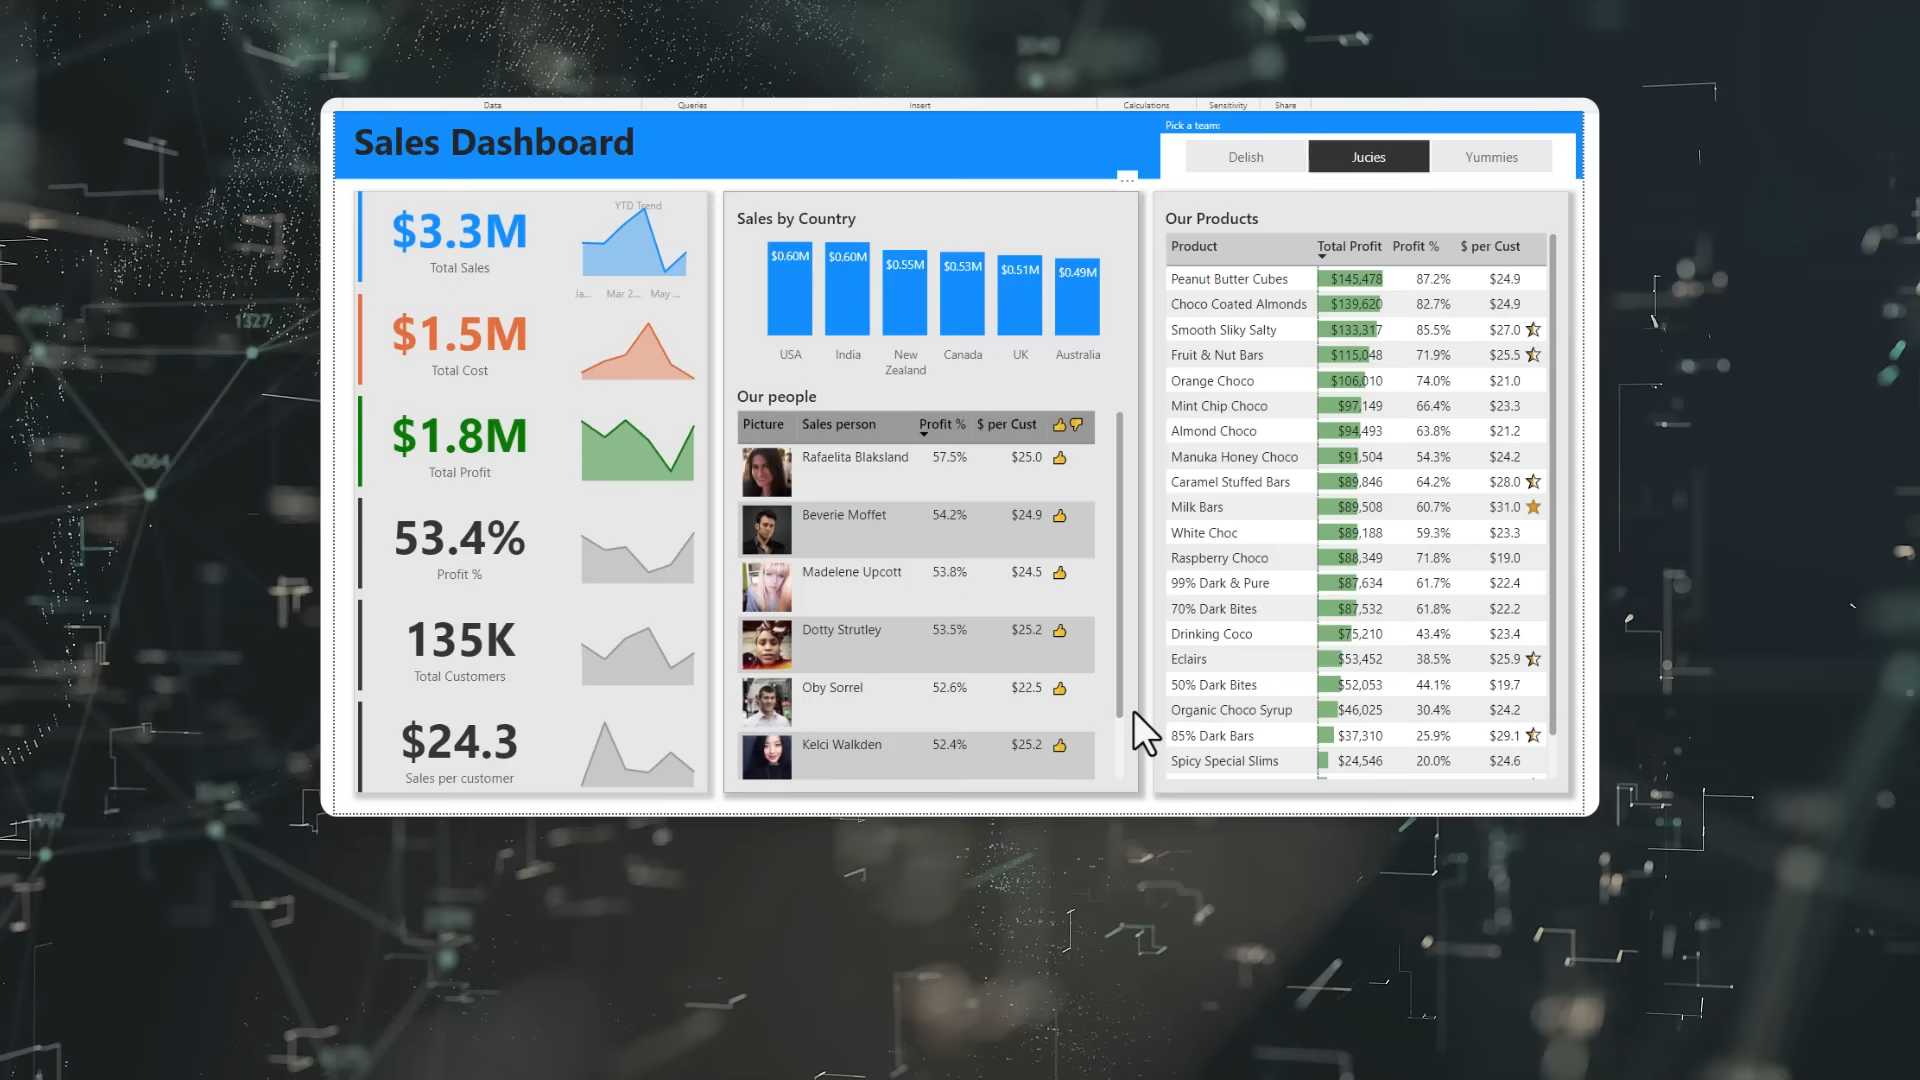 Data Queries Insert Calculations Sensitivity Share
Sales Dashboard
Pick a team:
Delish Jucies Yummies
...
$3.3M
Total Sales
YTD Trend
Ja... Mar 2... May ...
$1.5M
Total Cost
$1.8M
Total Profit
53.4%
Profit %
135K
Total Customers
$24.3
Sales per customer
Sales by Country
$0.60M $0.60M $0.55M $0.53M $0.51M $0.49M
USA India New Zealand Canada UK Australia
Our people
Picture Sales person Profit % $ per Cust
Rafaelita Blaksland 57.5% $25.0
Beverie Moffet 54.2% $24.9
Madelene Upcott 53.8% $24.5
Dotty Strutley 53.5% $25.2
Oby Sorrel 52.6% $22.5
Kelci Walkden 52.4% $25.2
Our Products
Product Total Profit Profit % $ per Cust
Peanut Butter Cubes $145,478 87.2% $24.9
Choco Coated Almonds $139,620 82.7% $24.9
Smooth Sliky Salty $133,317 85.5% $27.0
Fruit & Nut Bars $115,048 71.9% $25.5
Orange Choco $106,010 74.0% $21.0
Mint Chip Choco $97,149 66.4% $23.3
Almond Choco $94,493 63.8% $21.2
Manuka Honey Choco $91,504 54.3% $24.2
Caramel Stuffed Bars $89,846 64.2% $28.0
Milk Bars $89,508 60.7% $31.0
White Choc $89,188 59.3% $23.3
Raspberry Choco $88,349 71.8% $19.0
99% Dark & Pure $87,634 61.7% $22.4
70% Dark Bites $87,532 61.8% $22.2
Drinking Coco $75,210 43.4% $23.4
Eclairs $53,452 38.5% $25.9
50% Dark Bites $52,053 44.1% $19.7
Organic Choco Syrup $46,025 30.4% $24.2
85% Dark Bars $37,310 25.9% $29.1
Spicy Special Slims $24,546 20.0% $24.6
1327
4064